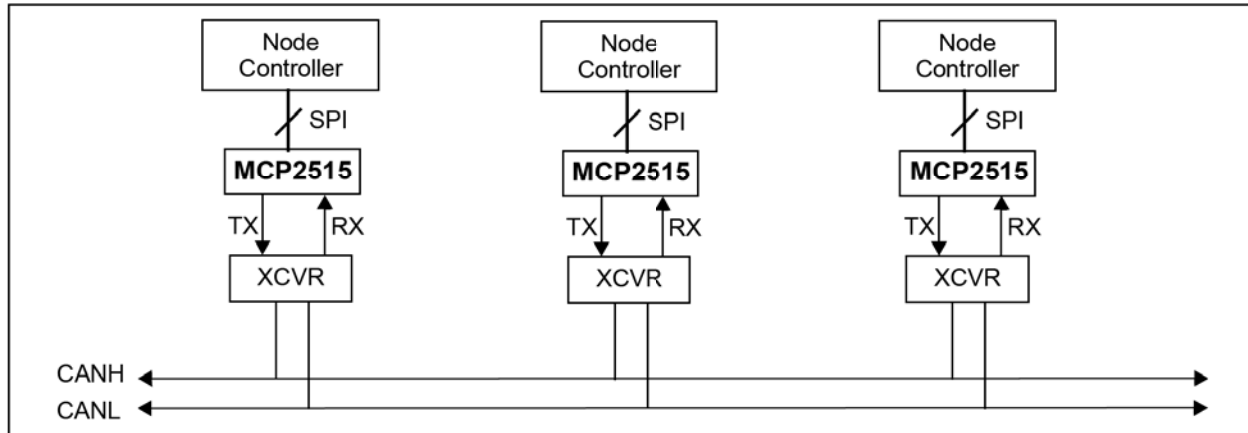 Node
Controller
Node
Controller
Node
Controller
SPI
SPI
SPI
MCP2515
MCP2515
MCP2515
TX
RX
TX
RX
TX
RX
XCVR
XCVR
XCVR
CANH
CANL